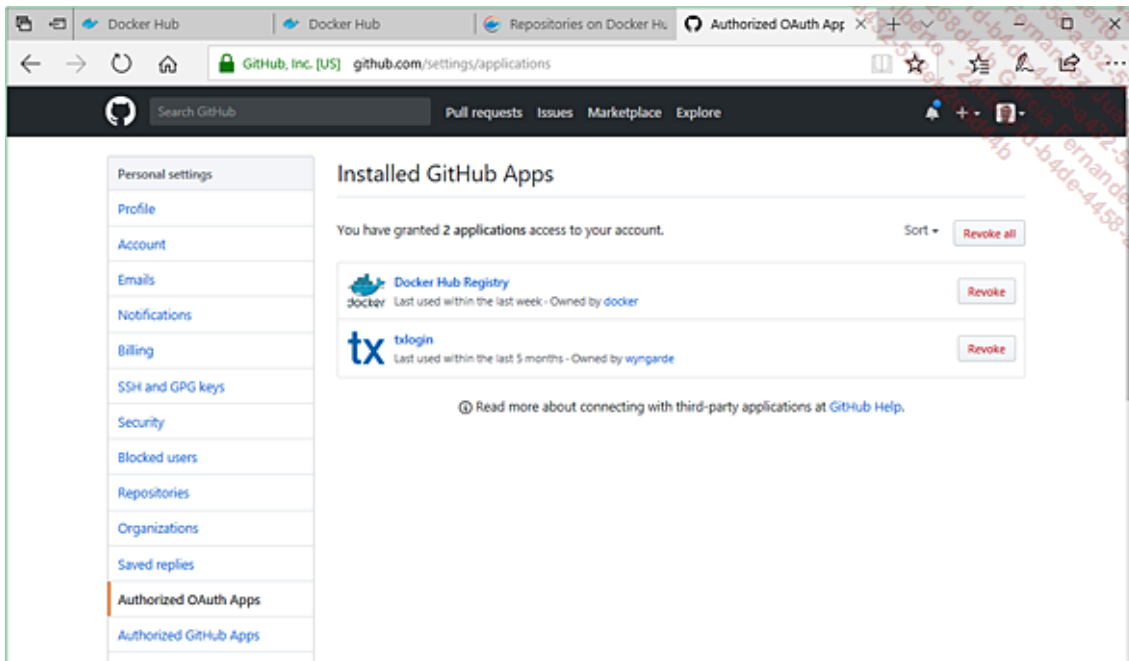 Docker Hub
Docker Hub
Repositories on Docker Hu
Authorized OAuth App
GitHub, Inc. [US] github.com/settings/applications
Search GitHub
Pull requests Issues Marketplace Explore
Personal settings
Profile
Account
Emails
Notifications
Billing
SSH and GPG keys
Security
Blocked users
Repositories
Organizations
Saved replies
Authorized OAuth Apps
Authorized GitHub Apps
Installed GitHub Apps
You have granted 2 applications access to your account.
Sort
Revoke all
docker
Docker Hub Registry
Last used within the last week · Owned by docker
Revoke
tx
txlogin
Last used within the last 5 months · Owned by wyngarde
Revoke
Read more about connecting with third-party applications at GitHub Help.